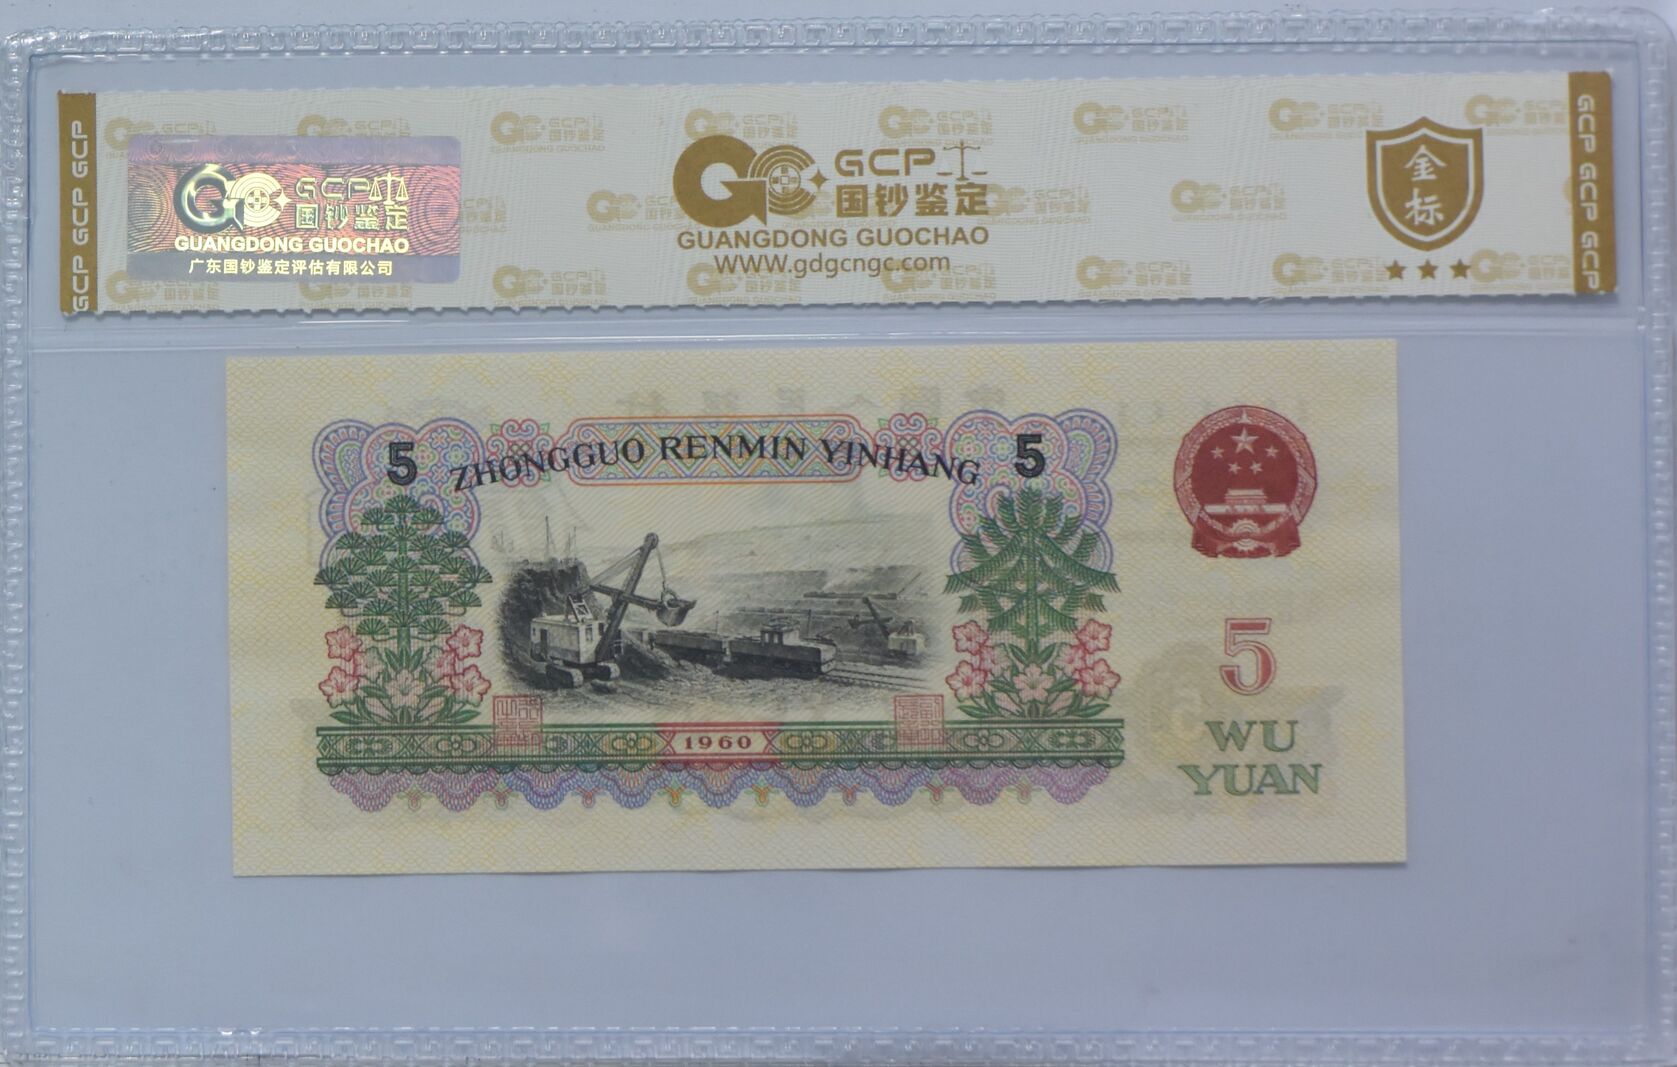 GCP GCP GCP
GCP
国钞鉴定
GUANGDONG GUOCHAO
广东国钞鉴定评估有限公司
GCP
国钞鉴定
GUANGDONG GUOCHAO
WWW.gdgcngc.com
金标
GCP GCP GCP
5
ZHONGGUO RENMIN YINHANG
5
5
WU
YUAN
1960